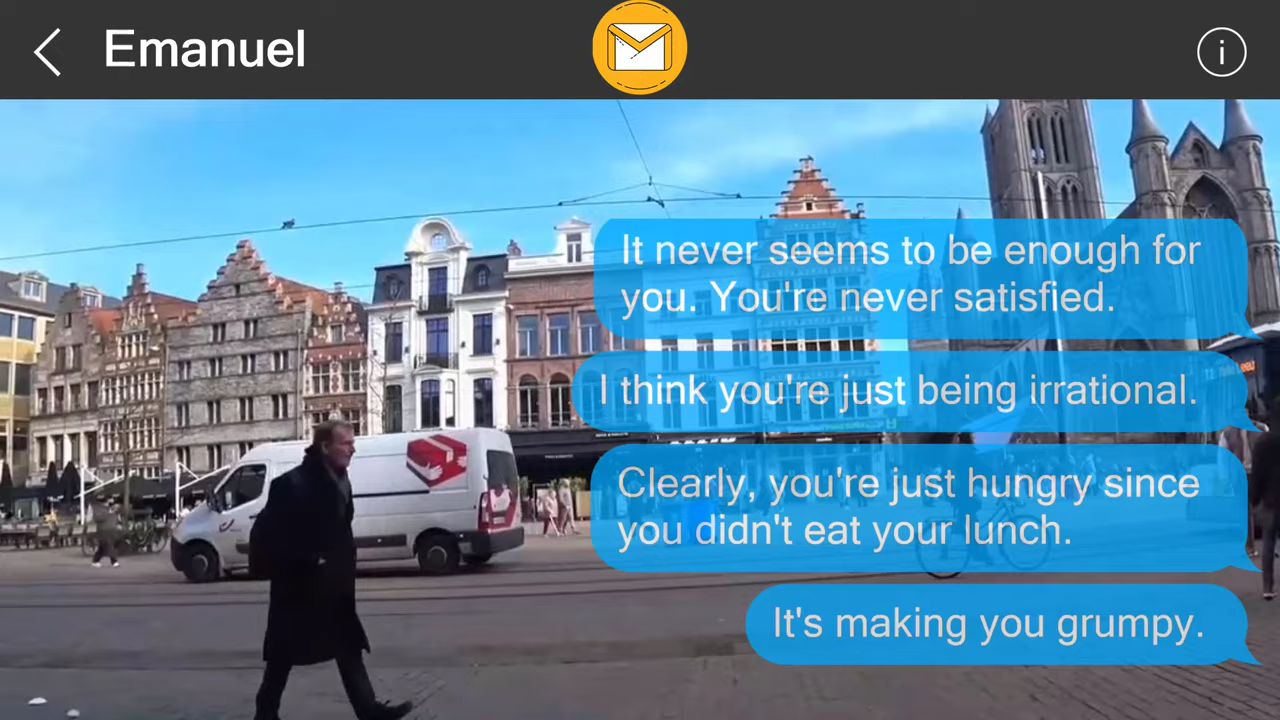 Emanuel
It never seems to be enough for
you. You're never satisfied.
I think you're just being irrational.
Clearly, you're just hungry since
you didn't eat your lunch.
It's making you grumpy.